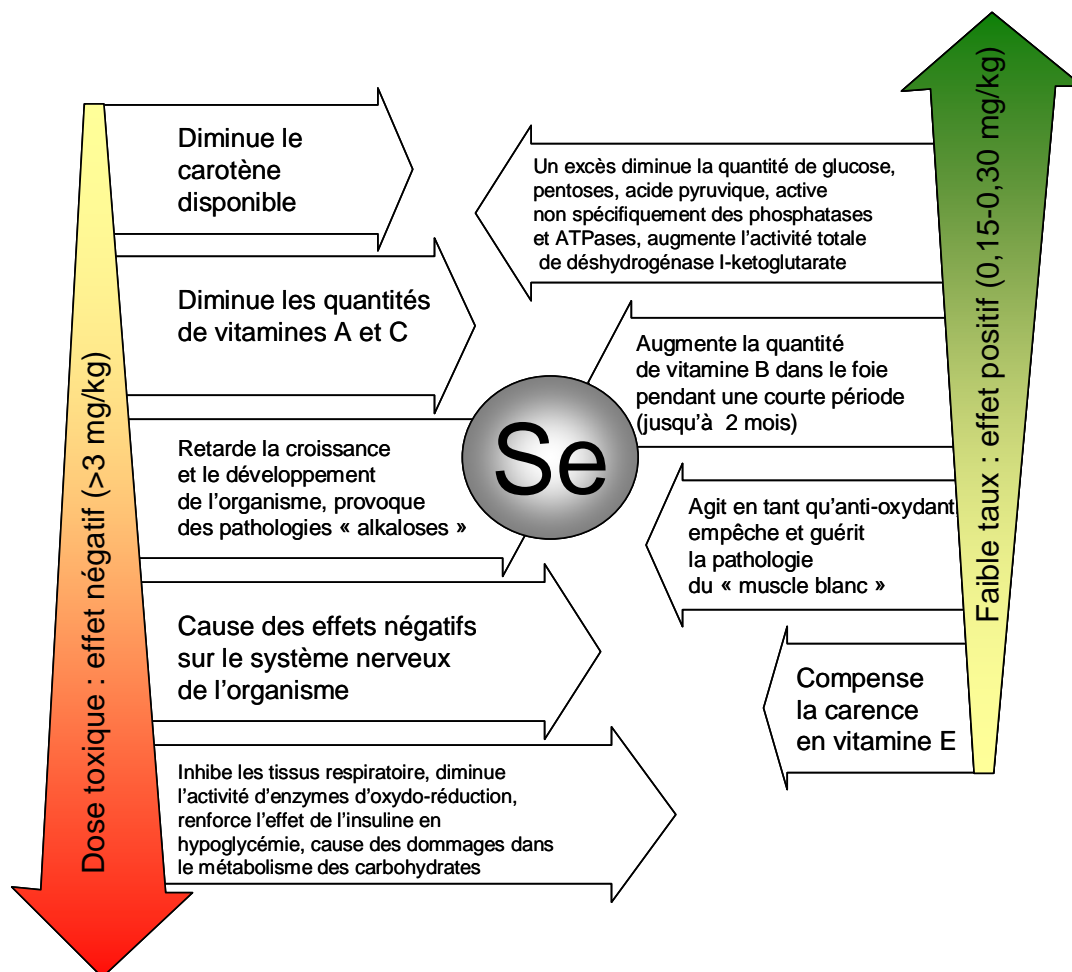 Dose toxique : effet négatif (>3 mg/kg)
Diminue le
carotène
disponible
Diminue les quantités
de vitamines A et C
Retarde la croissance
et le développement
de l’organisme, provoque
des pathologies « alkaloses »
Cause des effets négatifs
sur le système nerveux
de l’organisme
Inhibe les tissus respiratoire, diminue
l’activité d’enzymes d’oxydo-réduction,
renforce l’effet de l’insuline en
hypoglycémie, cause des dommages dans
le métabolisme des carbohydrates
Se
Un excès diminue la quantité de glucose,
pentoses, acide pyruvique, active
non spécifiquement des phosphatases
et ATPases, augmente l’activité totale
de déshydrogénase l-ketoglutarate
Augmente la quantité
de vitamine B dans le foie
pendant une courte période
(jusqu’à 2 mois)
Agit en tant qu’anti-oxydant,
empêche et guérit
la pathologie
du « muscle blanc »
Compense
la carence
en vitamine E
Faible taux : effet positif (0,15-0,30 mg/kg)